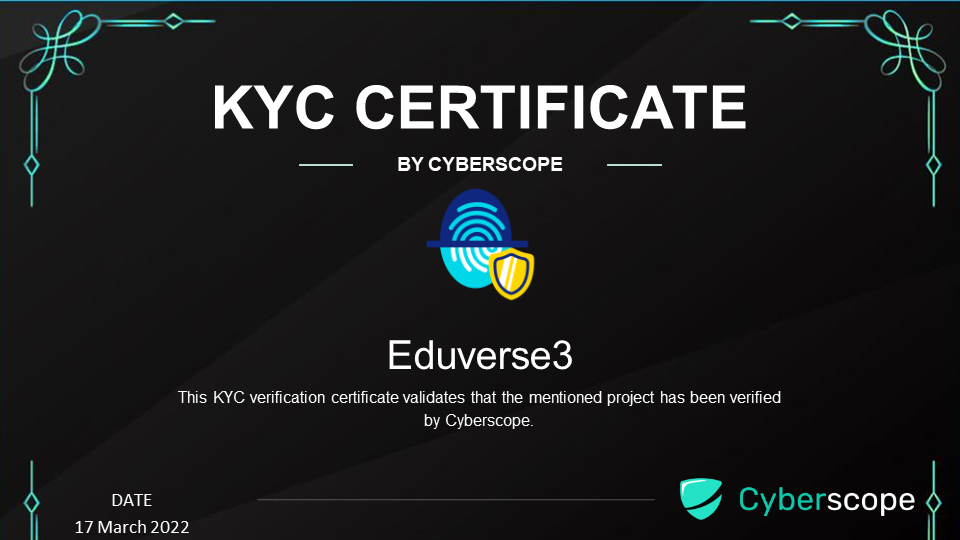 KYC CERTIFICATE
BY CYBERSCOPE
Eduverse3
This KYC verification certificate validates that the mentioned project has been verified
by Cyberscope.
DATE
17 March 2022
Cyberscope